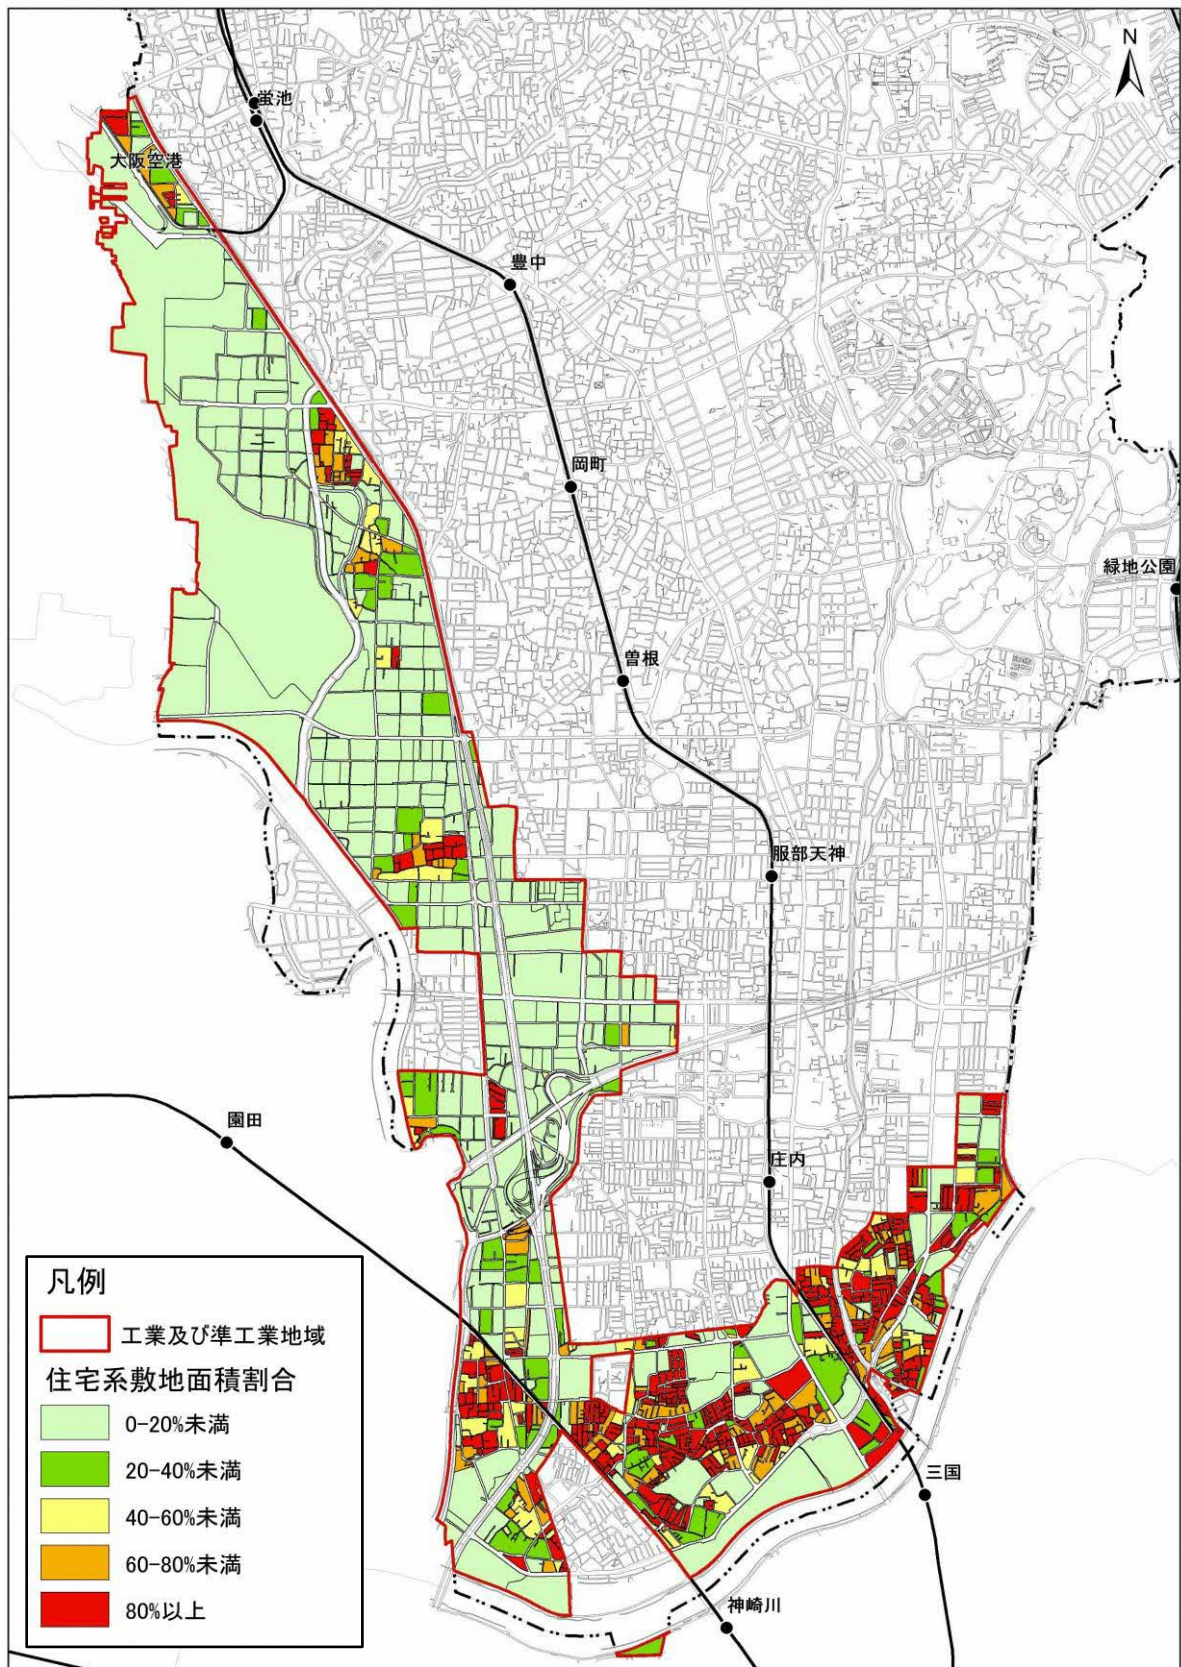 N
蛍池
大阪空港
豊中
岡町
緑地公園
曽根
服部天神
園田
庄内
三国
神崎川
凡例
工業及び準工業地域
住宅系敷地面積割合
0-20%未満
20-40%未満
40-60%未満
60-80%未満
80%以上